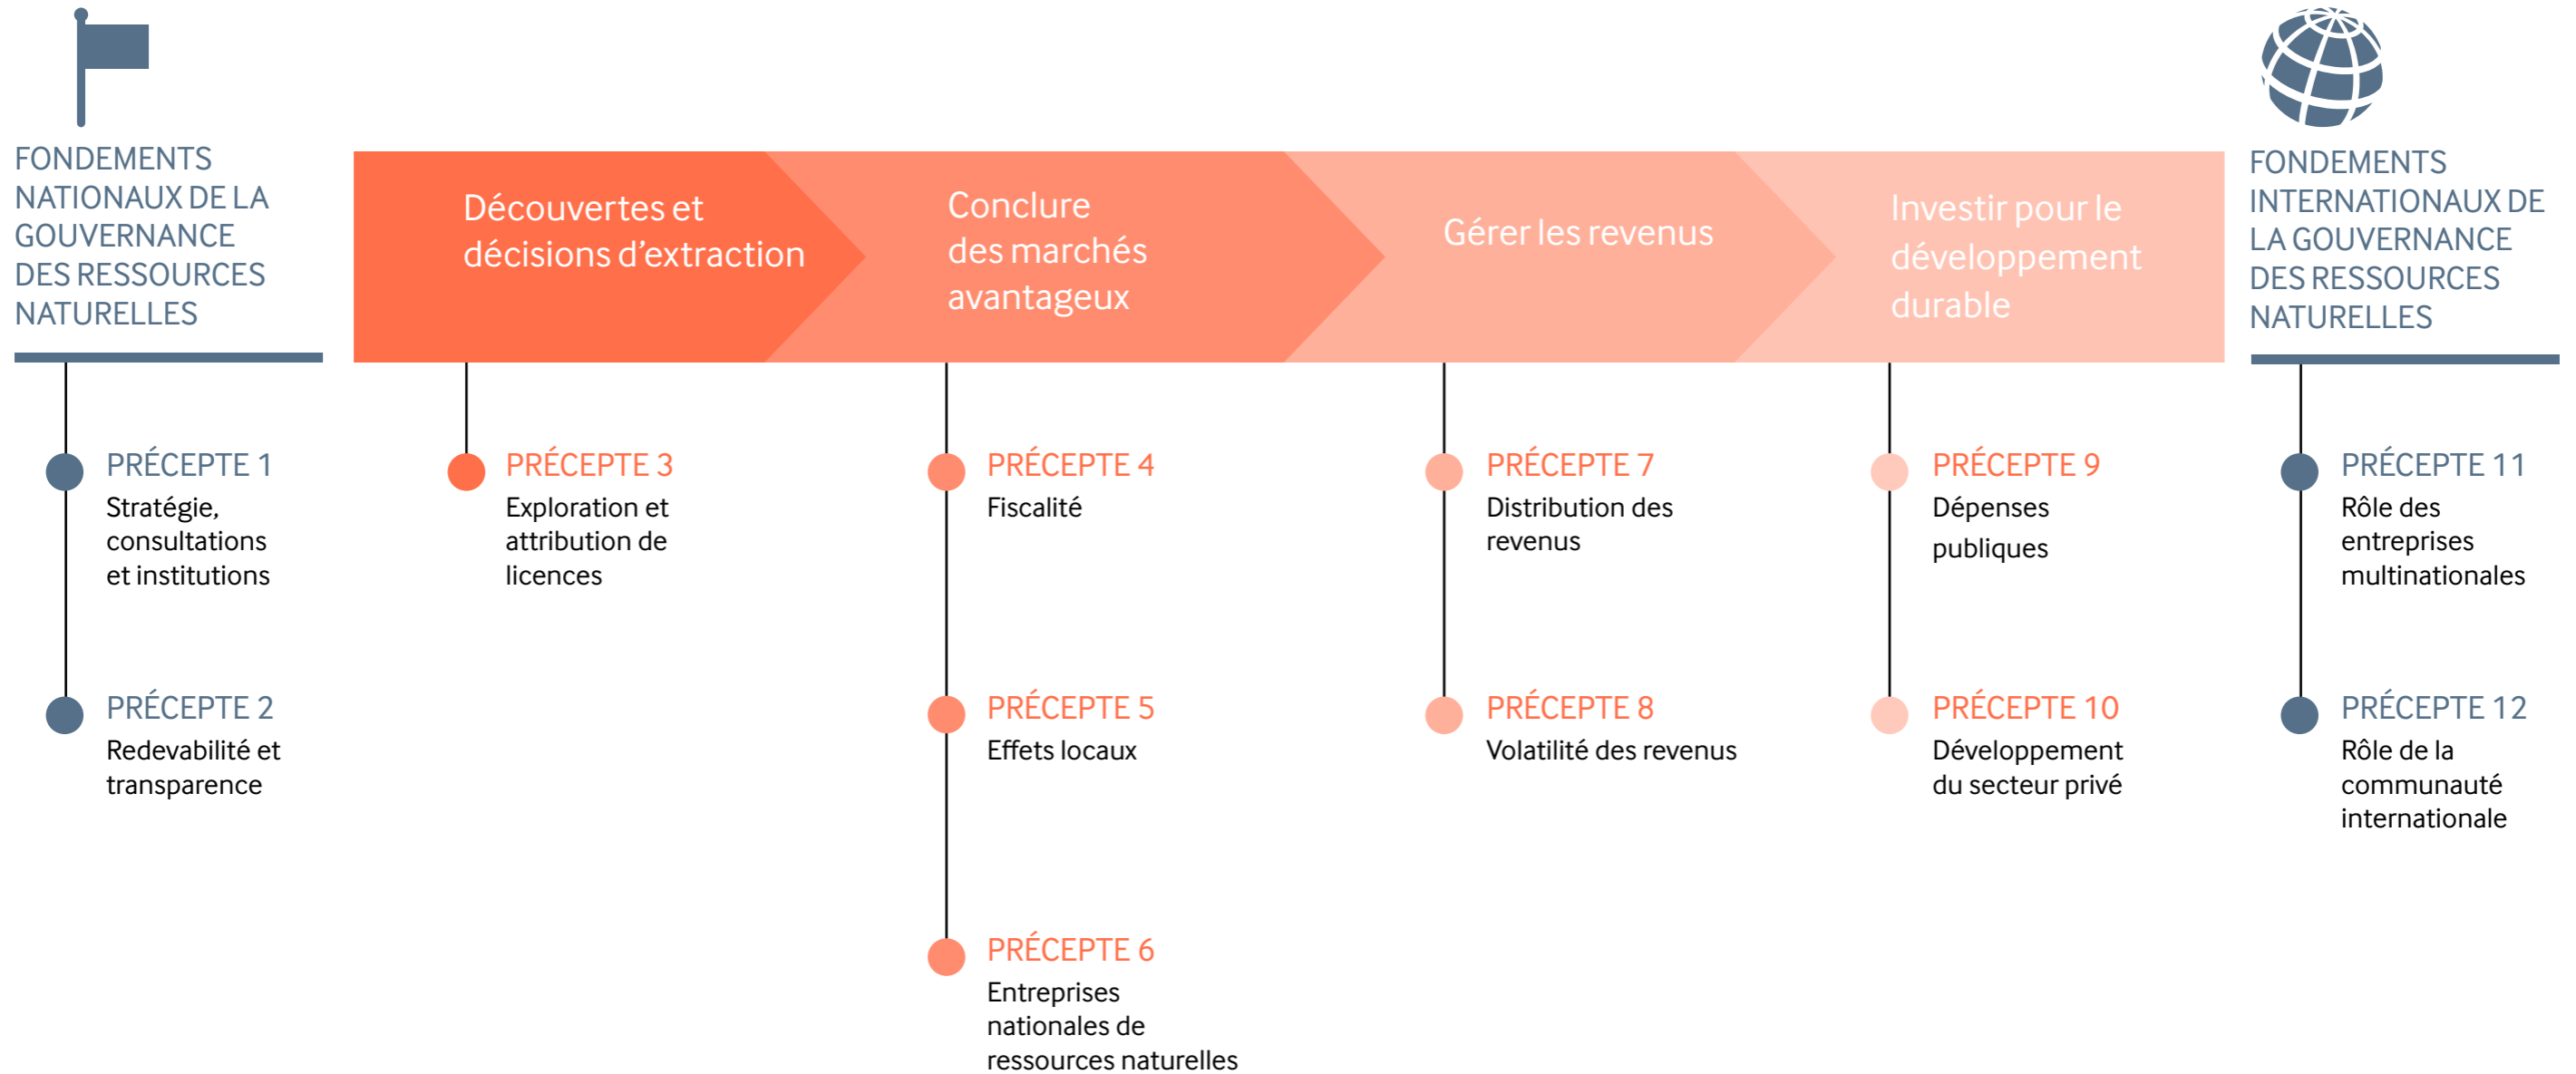 FONDEMENTS
NATIONAUX DE LA
GOUVERNANCE
DES RESSOURCES
NATURELLES
PRÉCEPTE 1
Stratégie,
consultations
et institutions
PRÉCEPTE 2
Redevabilité et
transparence
Découvertes et
décisions d’extraction
PRÉCEPTE 3
Exploration et
attribution de
licences
Conclure
des marchés
avantageux
PRÉCEPTE 4
Fiscalité
PRÉCEPTE 5
Effets locaux
PRÉCEPTE 6
Entreprises
nationales de
ressources naturelles
Gérer les revenus
PRÉCEPTE 7
Distribution des
revenus
PRÉCEPTE 8
Volatilité des revenus
Investir pour le
développement
durable
PRÉCEPTE 9
Dépenses
publiques
PRÉCEPTE 10
Développement
du secteur privé
FONDEMENTS
INTERNATIONAUX DE
LA GOUVERNANCE
DES RESSOURCES
NATURELLES
PRÉCEPTE 11
Rôle des
entreprises
multinationales
PRÉCEPTE 12
Rôle de la
communauté
internationale